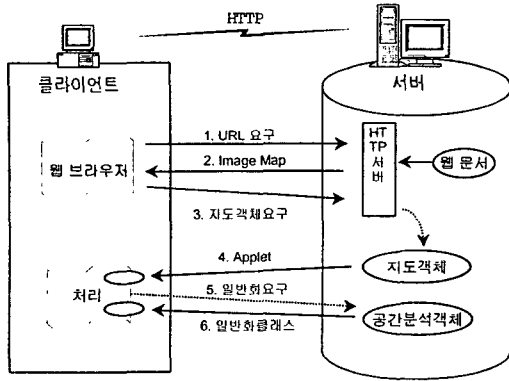 HTTP
클라이언트
서버
1. URL 요구
2. Image Map
웹 브라우저
HT
TP
서
버
웹 문서
3. 지도객체요구
4. Applet
지도객체
처리
5. 일반화요구
공간분석객체
6. 일반화클래스